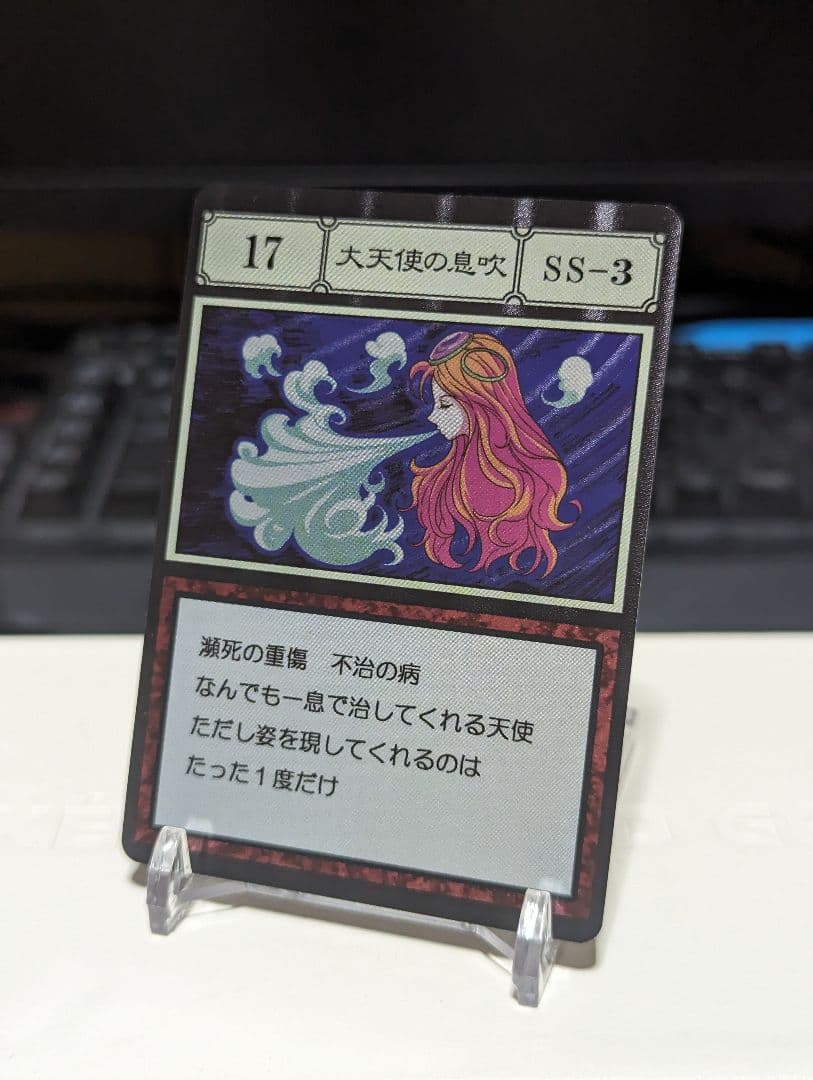 17
大天使の息吹
SS-3
瀕死の重傷　不治の病
なんでも一息で治してくれる天使
ただし姿を現してくれるのは
たった1度だけ